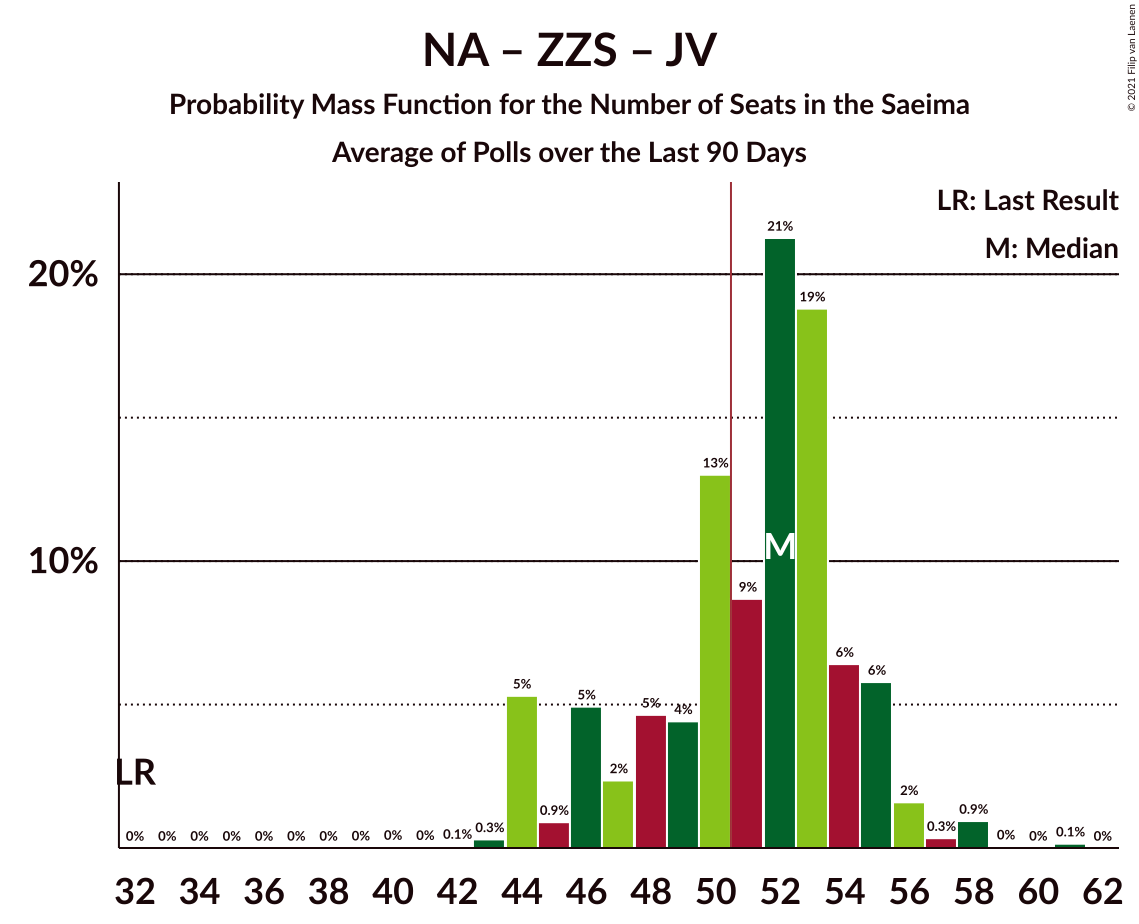 NA – ZZS – JV
Probability Mass Function for the Number of Seats in the Saeima
Average of Polls over the Last 90 Days
© 2021 Filip van Laenen
LR: Last Result
M: Median
20%
10%
LR
M
0% 0% 0% 0% 0% 0% 0% 0% 0% 0% 0.1% 0.3% 5% 0.9% 5% 2% 5% 4% 13% 9% 21% 19% 6% 6% 2% 0.3% 0.9% 0% 0% 0.1% 0%
32 34 36 38 40 42 44 46 48 50 52 54 56 58 60 62